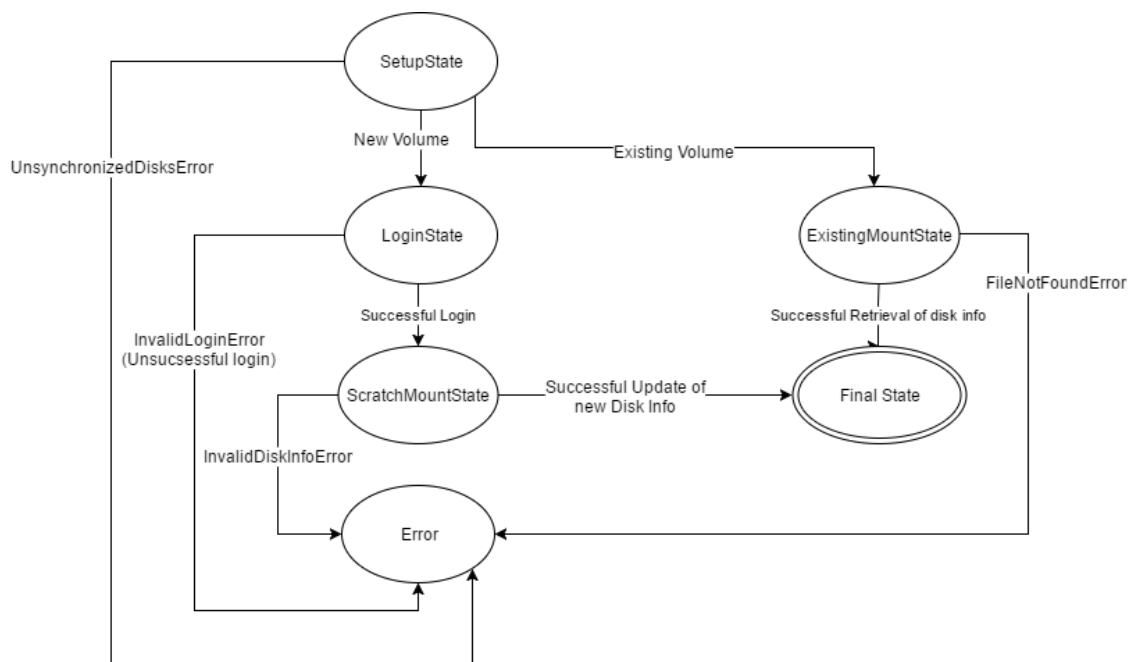 SetupState
New Volume
Existing Volume
UnsynchronizedDisksError
LoginState
ExistingMountState
FileNotFoundError
Successful Login
Successful Retrieval of disk info
InvalidLoginError
(Unsucsessful login)
ScratchMountState
Successful Update of
new Disk Info
Final State
InvalidDiskInfoError
Error